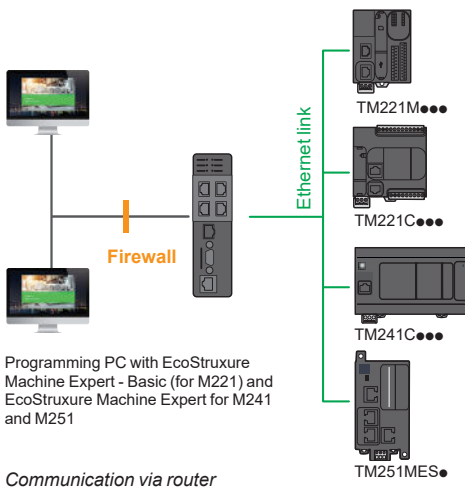 TM221M●●●
Ethernet link
TM221C●●●
Firewall
TM241C●●●
Programming PC with EcoStruxure
Machine Expert - Basic (for M221) and
EcoStruxure Machine Expert for M241
and M251
TM251MES●
Communication via router